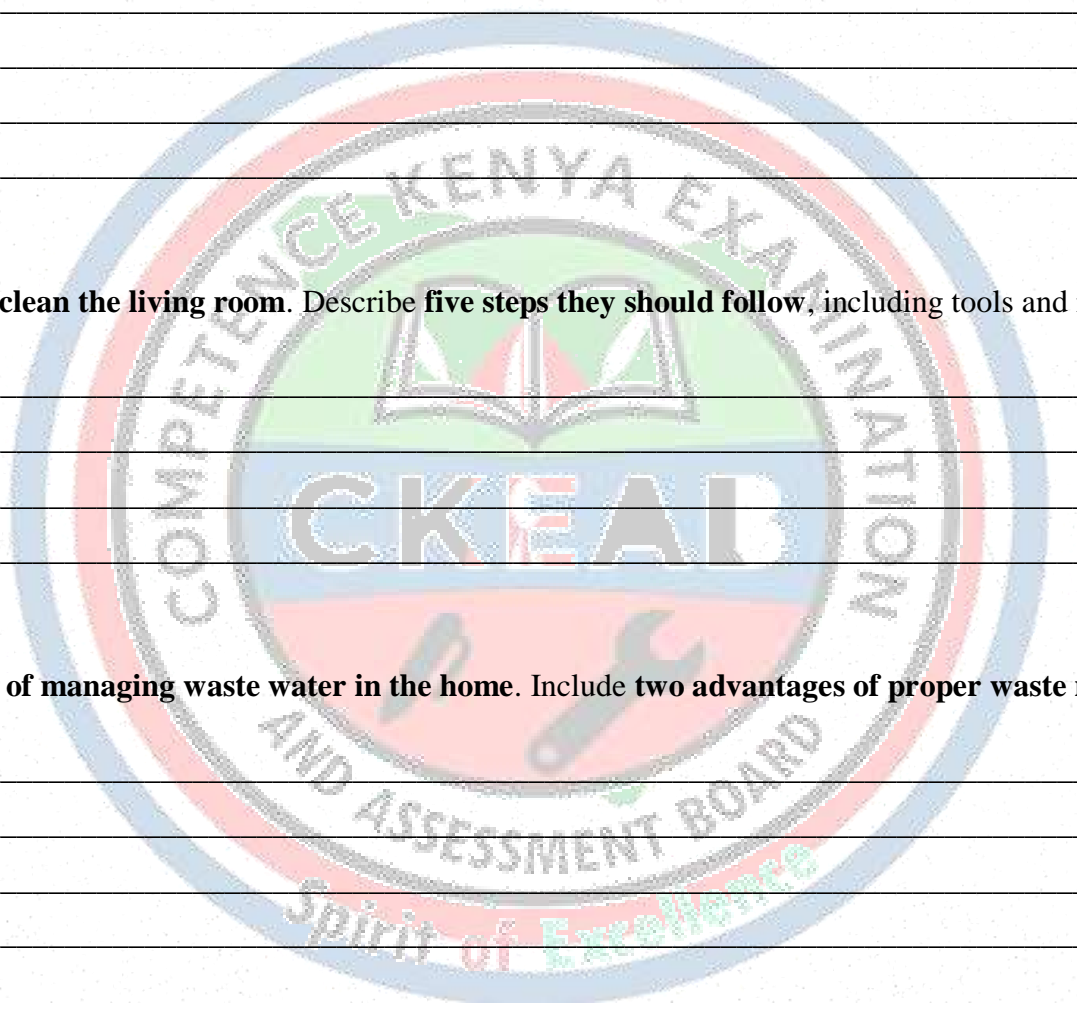 COMPETENCE KENYA EXAMINATION
clean the living room. Describe five steps they should follow, including tools and
CKEAB
of managing waste water in the home. Include two advantages of proper waste
AND ASSESSMENT BOARD
Spirit of Excellence